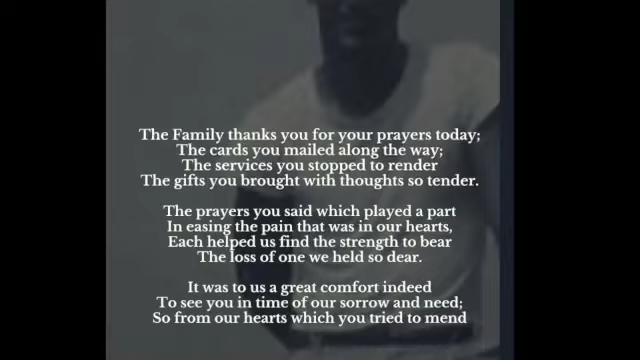 The Family thanks you for your prayers today;
The cards you mailed along the way;
The services you stopped to render
The gifts you brought with thoughts so tender.
The prayers you said which played a part
In easing the pain that was in our hearts,
Each helped us find the strength to bear
The loss of one we held so dear.
It was to us a great comfort indeed
To see you in time of our sorrow and need;
So from our hearts which you tried to mend